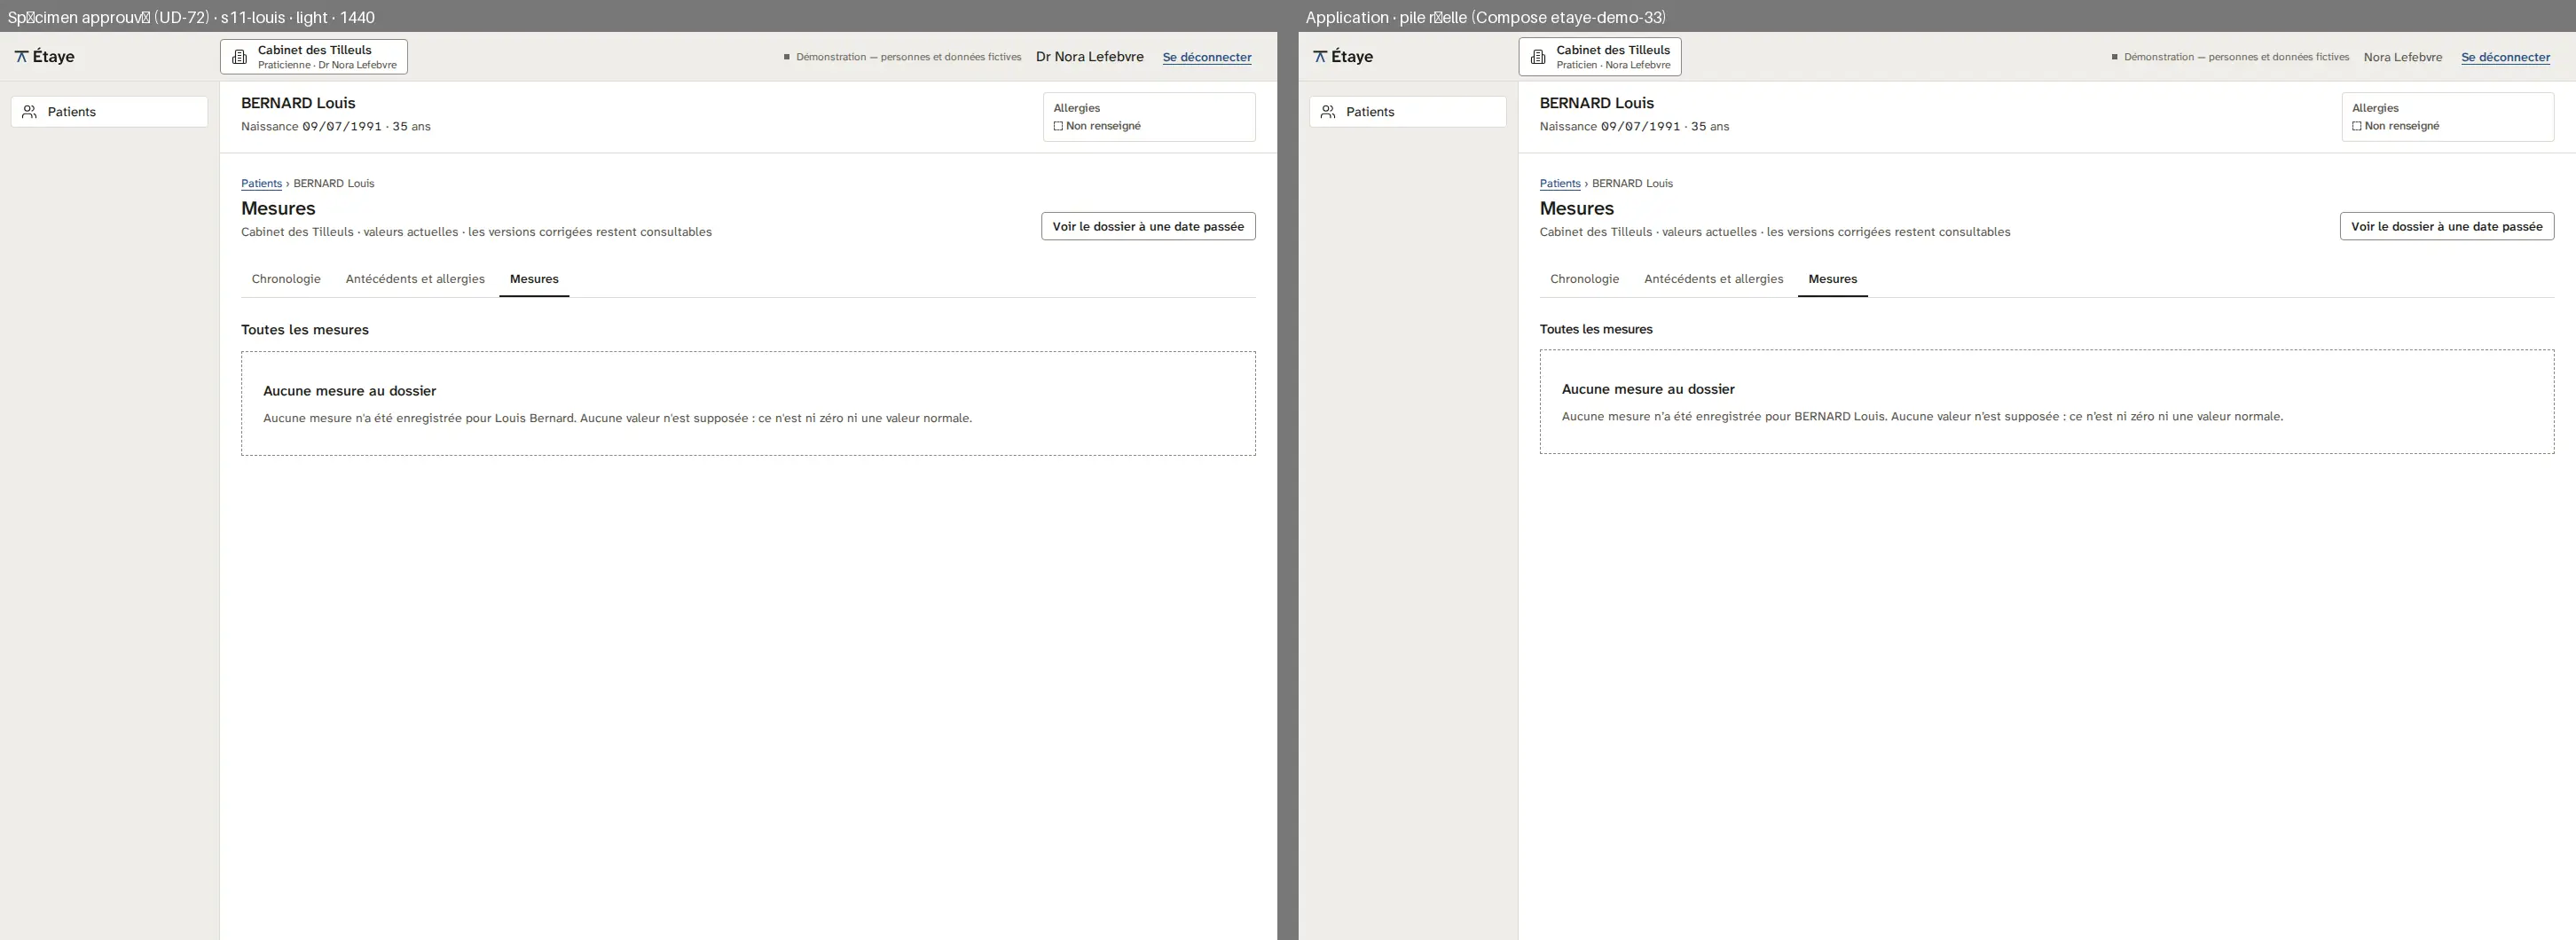 Sp□cimen approuv□ (UD-72) · s11-louis · light · 1440
Étaye
Cabinet des Tilleuls
Praticienne · Dr Nora Lefebvre
Démonstration — personnes et données fictives
Dr Nora Lefebvre
Se déconnecter
Patients
BERNARD Louis
Naissance 09/07/1991 · 35 ans
Allergies
Non renseigné
Patients › BERNARD Louis
Mesures
Cabinet des Tilleuls · valeurs actuelles · les versions corrigées restent consultables
Voir le dossier à une date passée
Chronologie
Antécédents et allergies
Mesures
Toutes les mesures
Aucune mesure au dossier
Aucune mesure n'a été enregistrée pour Louis Bernard. Aucune valeur n'est supposée : ce n'est ni zéro ni une valeur normale.
Application · pile r□elle (Compose etaye-demo-33)
Étaye
Cabinet des Tilleuls
Praticien · Nora Lefebvre
Démonstration — personnes et données fictives
Nora Lefebvre
Se déconnecter
Patients
BERNARD Louis
Naissance 09/07/1991 · 35 ans
Allergies
Non renseigné
Patients › BERNARD Louis
Mesures
Cabinet des Tilleuls · valeurs actuelles · les versions corrigées restent consultables
Voir le dossier à une date passée
Chronologie
Antécédents et allergies
Mesures
Toutes les mesures
Aucune mesure au dossier
Aucune mesure n’a été enregistrée pour BERNARD Louis. Aucune valeur n’est supposée : ce n’est ni zéro ni une valeur normale.